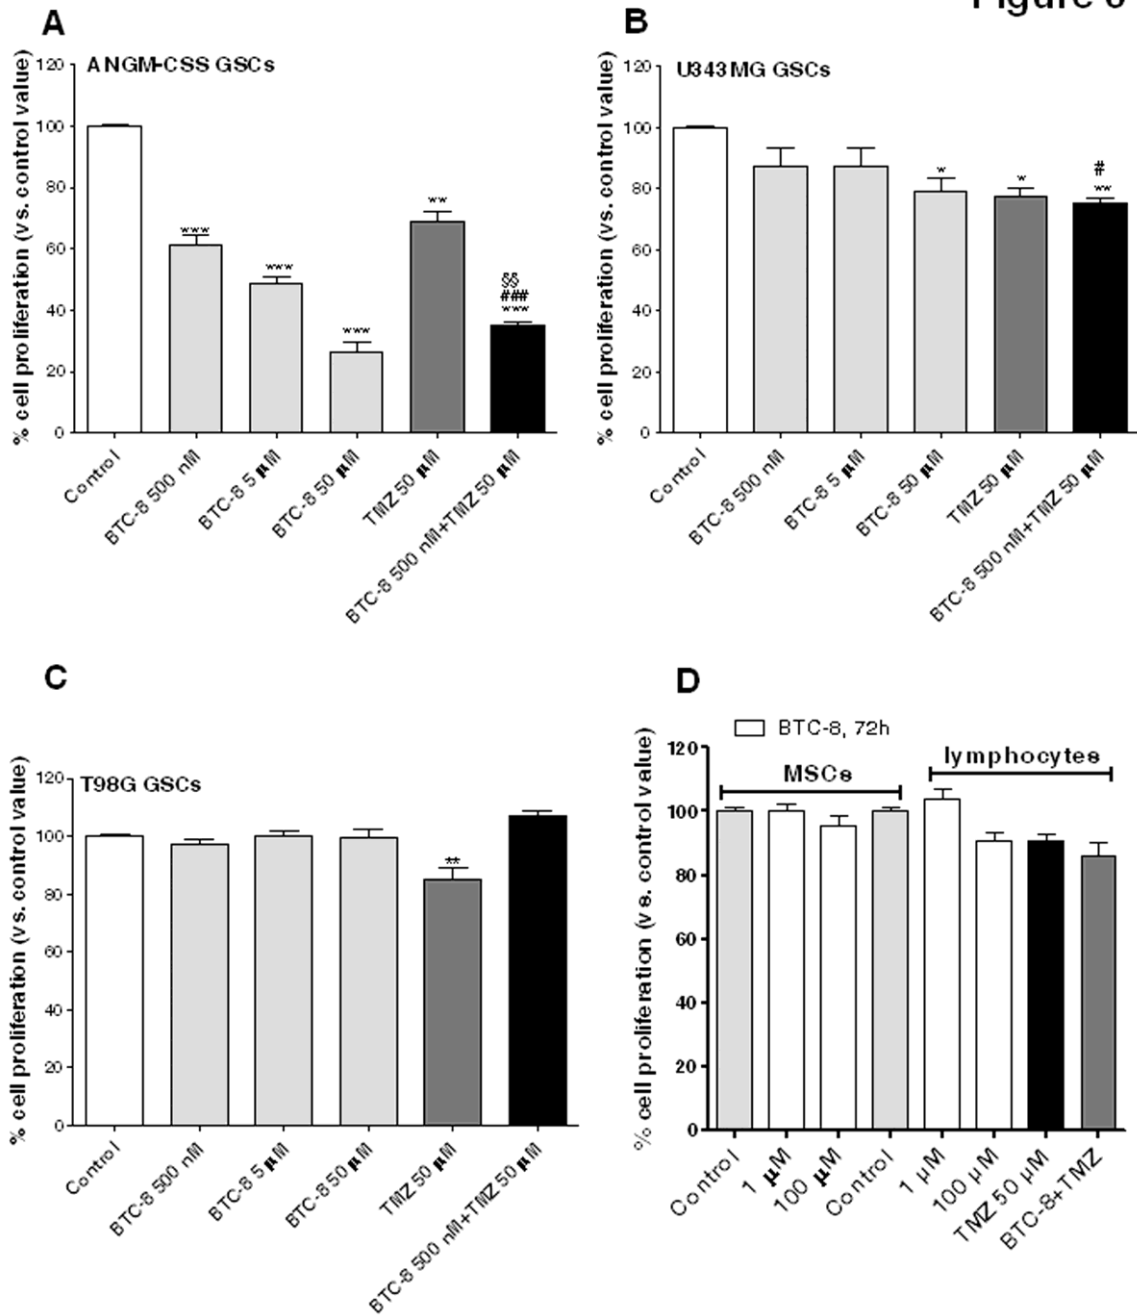 Figure 6
A
ANGM-CSS GSCs
% cell proliferation (vs. control value)
120
100
80
60
40
20
0
***
***
***
**
§§
###
***
Control
BTC-8 500 nM
BTC-8 5 μM
BTC-8 50 μM
TMZ 50 μM
BTC-8 500 nM+TMZ 50 μM
B
U343MG GSCs
% cell proliferation (vs. control value)
120
100
80
60
40
20
0
*
*
#
**
Control
BTC-8 500 nM
BTC-8 5 μM
BTC-8 50 μM
TMZ 50 μM
BTC-8 500 nM+TMZ 50 μM
C
T98G GSCs
% cell proliferation (vs. control value)
120
100
80
60
40
20
0
**
Control
BTC-8 500 nM
BTC-8 5 μM
BTC-8 50 μM
TMZ 50 μM
BTC-8 500 nM+TMZ 50 μM
D
BTC-8, 72h
MSCs
lymphocytes
% cell proliferation (vs. control value)
120
100
80
60
40
20
0
Control
1 μM
100 μM
Control
1 μM
100 μM
TMZ 50 μM
BTC-8+TMZ